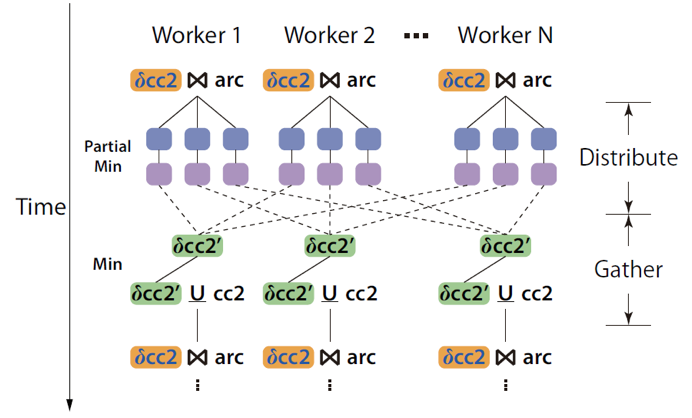 Worker 1 Worker 2 ... Worker N
δcc2 ⋈ arc δcc2 ⋈ arc δcc2 ⋈ arc
Partial
Min
Distribute
Time
δcc2' δcc2' δcc2'
Min
Gather
δcc2' U cc2 δcc2' U cc2 δcc2' U cc2
δcc2 ⋈ arc δcc2 ⋈ arc δcc2 ⋈ arc
⋮ ⋮ ⋮